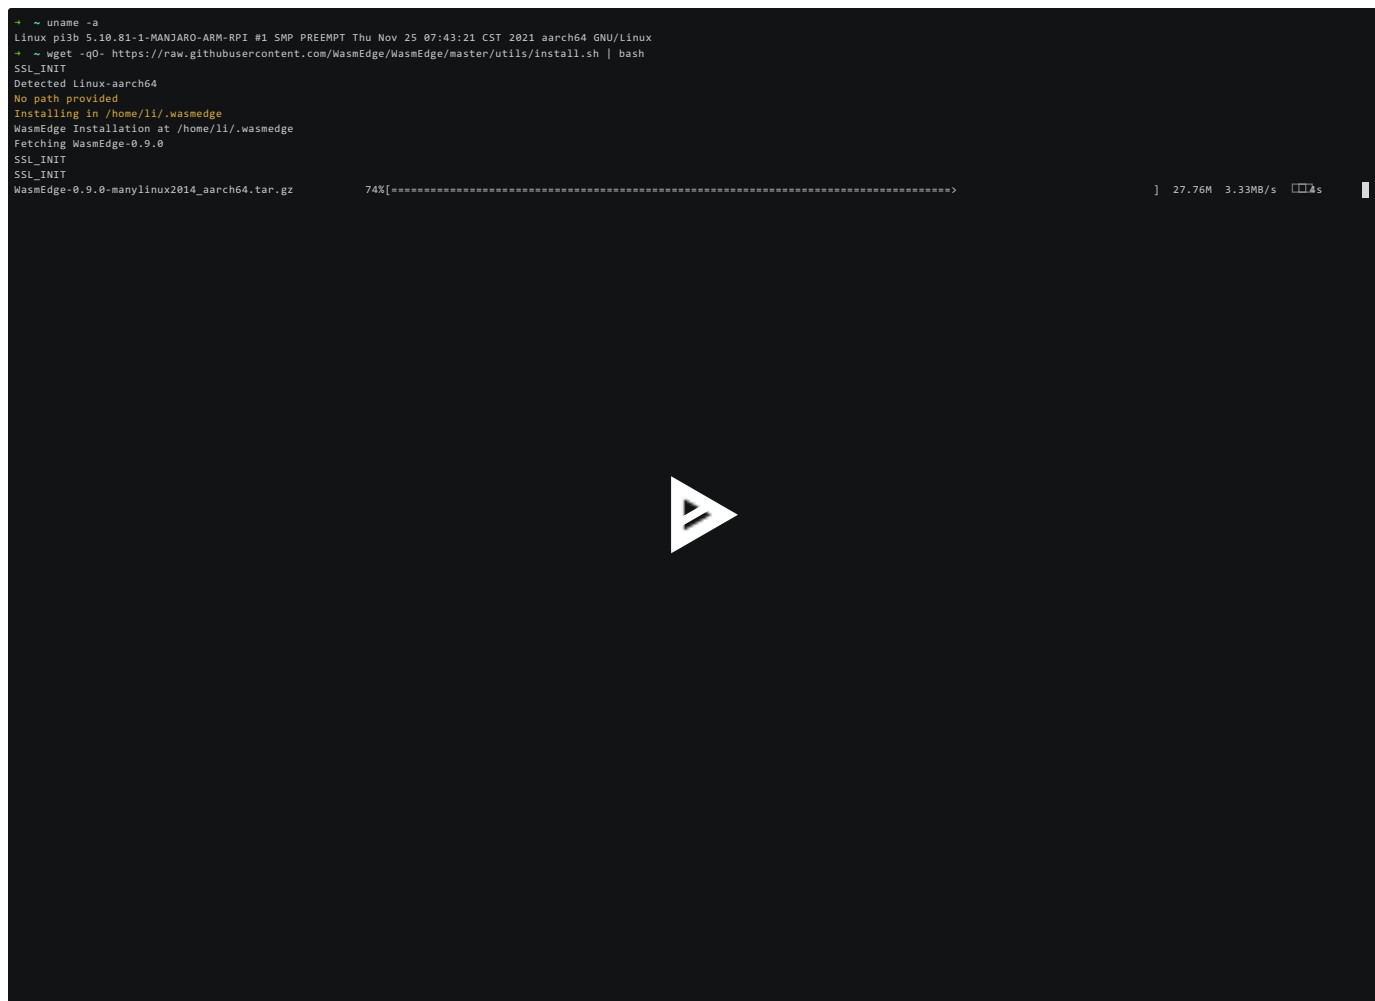 → ~ uname -a
Linux pi3b 5.10.81-1-MANJARO-ARM-RPI #1 SMP PREEMPT Thu Nov 25 07:43:21 CST 2021 aarch64 GNU/Linux
→ ~ wget -qO- https://raw.githubusercontent.com/WasmEdge/WasmEdge/master/utils/install.sh | bash
SSL_INIT
Detected Linux-aarch64
No path provided
Installing in /home/li/.wasmedge
WasmEdge Installation at /home/li/.wasmedge
Fetching WasmEdge-0.9.0
SSL_INIT
SSL_INIT
WasmEdge-0.9.0-manylinux2014_aarch64.tar.gz 74%[======================================================================================>                              ] 27.76M 3.33MB/s 4s